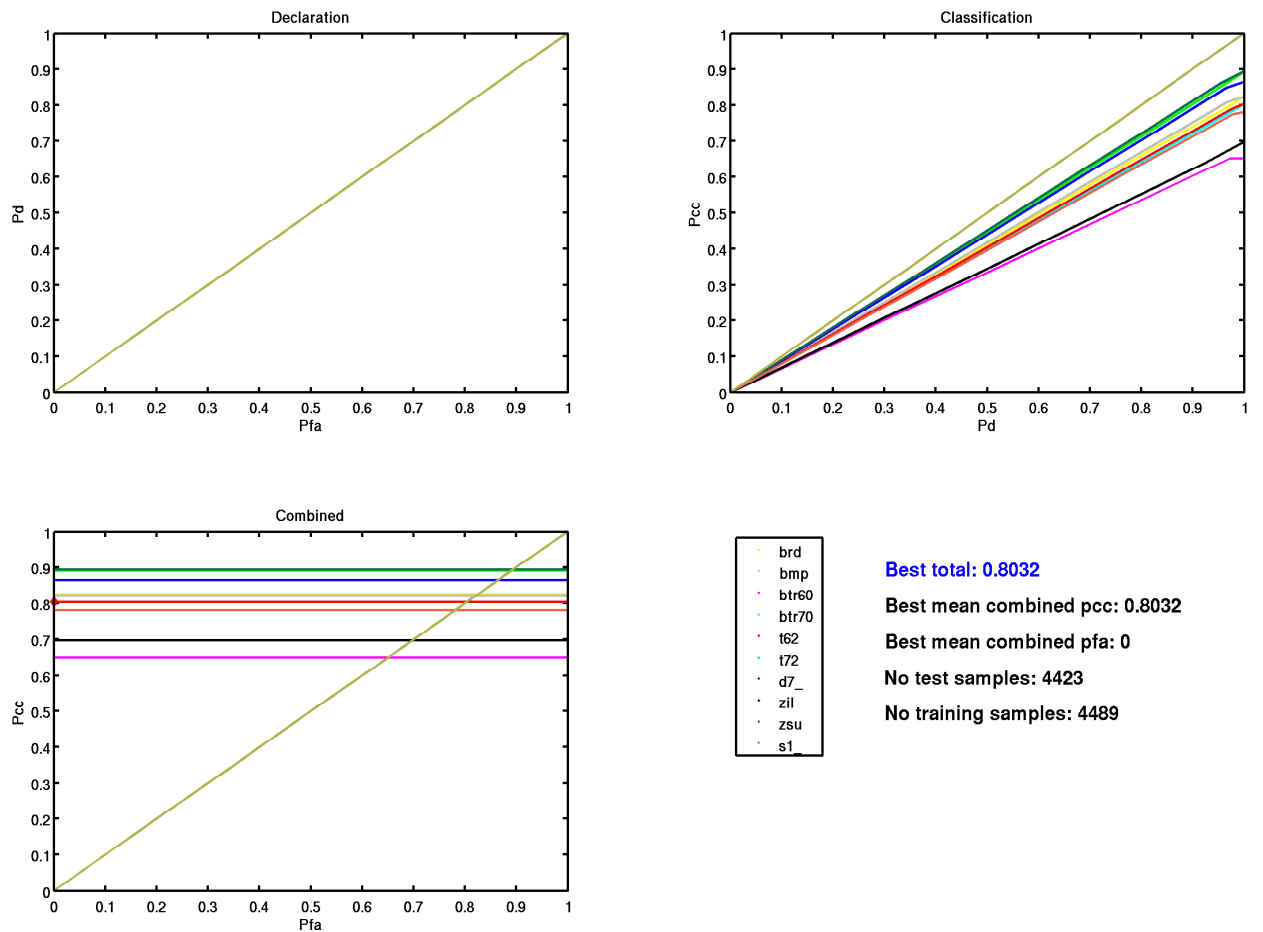 Declaration
1
0.9
0.8
0.7
0.6
0.5
0.4
0.3
0.2
0.1
0
Pd
0 0.1 0.2 0.3 0.4 0.5 0.6 0.7 0.8 0.9 1
Pfa
Classification
1
0.9
0.8
0.7
0.6
0.5
0.4
0.3
0.2
0.1
0
Pcc
0 0.1 0.2 0.3 0.4 0.5 0.6 0.7 0.8 0.9 1
Pd
Combined
1
0.9
0.8
0.7
0.6
0.5
0.4
0.3
0.2
0.1
0
Pcc
0 0.1 0.2 0.3 0.4 0.5 0.6 0.7 0.8 0.9 1
Pfa
brd
bmp
btr60
btr70
t62
t72
d7_
zil
zsu
s1_
Best total: 0.8032
Best mean combined pcc: 0.8032
Best mean combined pfa: 0
No test samples: 4423
No training samples: 4489